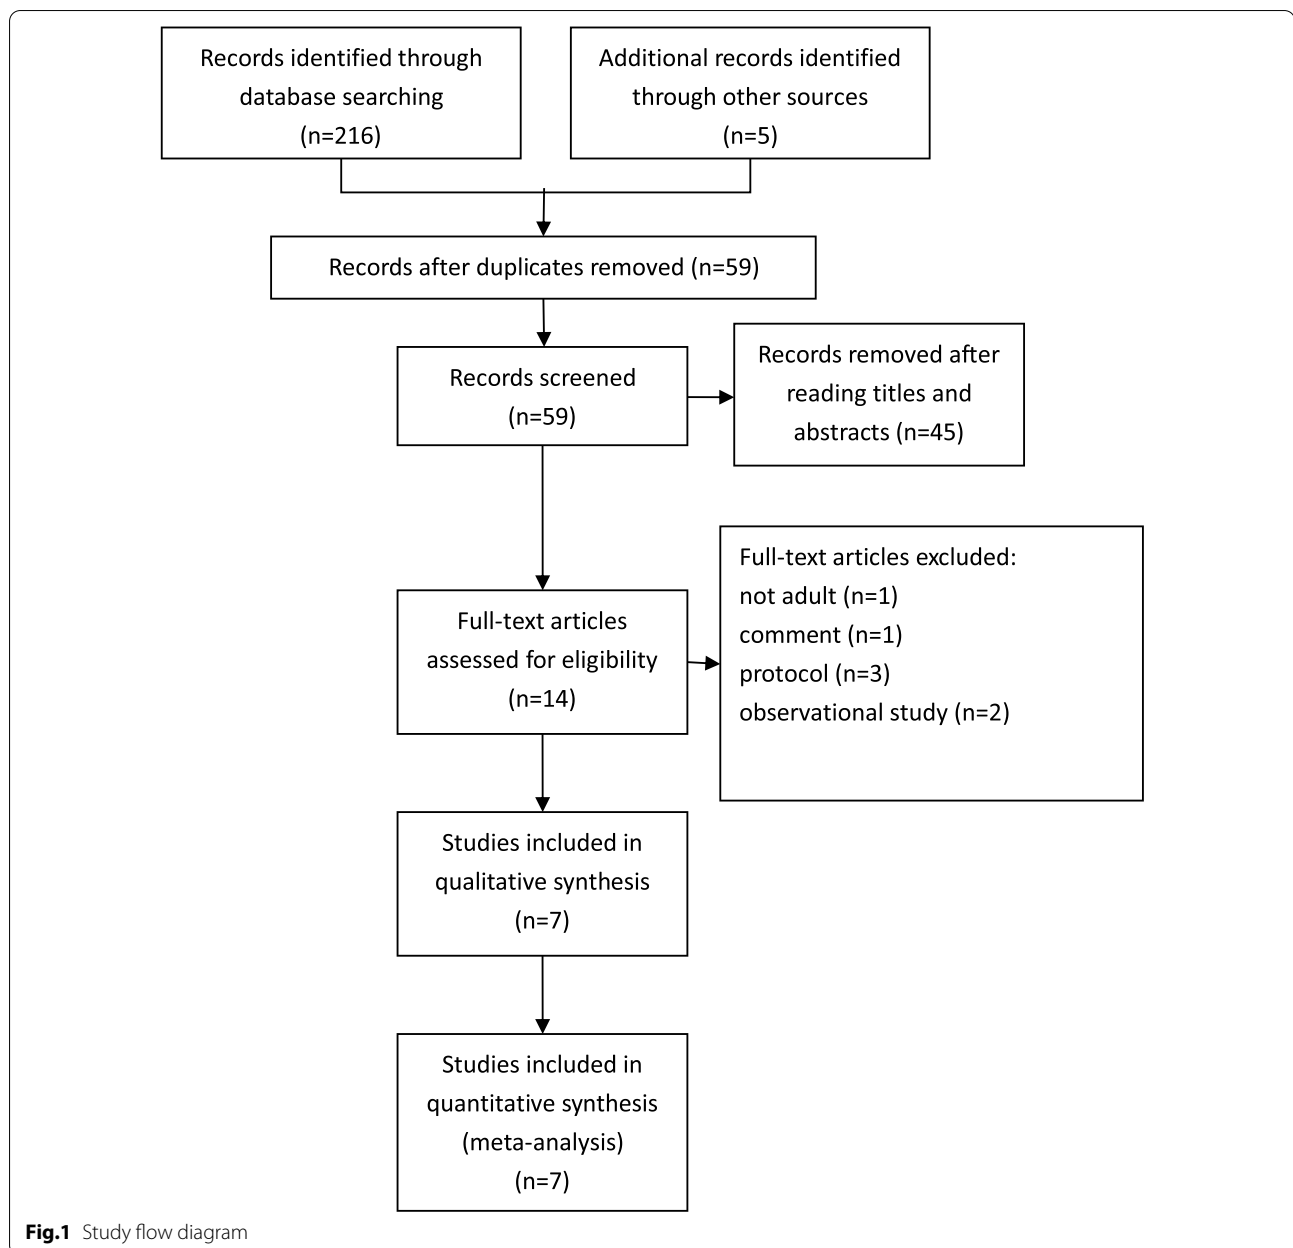 Records identified through
database searching
(n=216)
Additional records identified
through other sources
(n=5)
Records after duplicates removed (n=59)
Records screened
(n=59)
Records removed after
reading titles and
abstracts (n=45)
Full-text articles
assessed for eligibility
(n=14)
Full-text articles excluded:
not adult (n=1)
comment (n=1)
protocol (n=3)
observational study (n=2)
Studies included in
qualitative synthesis
(n=7)
Studies included in
quantitative synthesis
(meta-analysis)
(n=7)
Fig.1 Study flow diagram